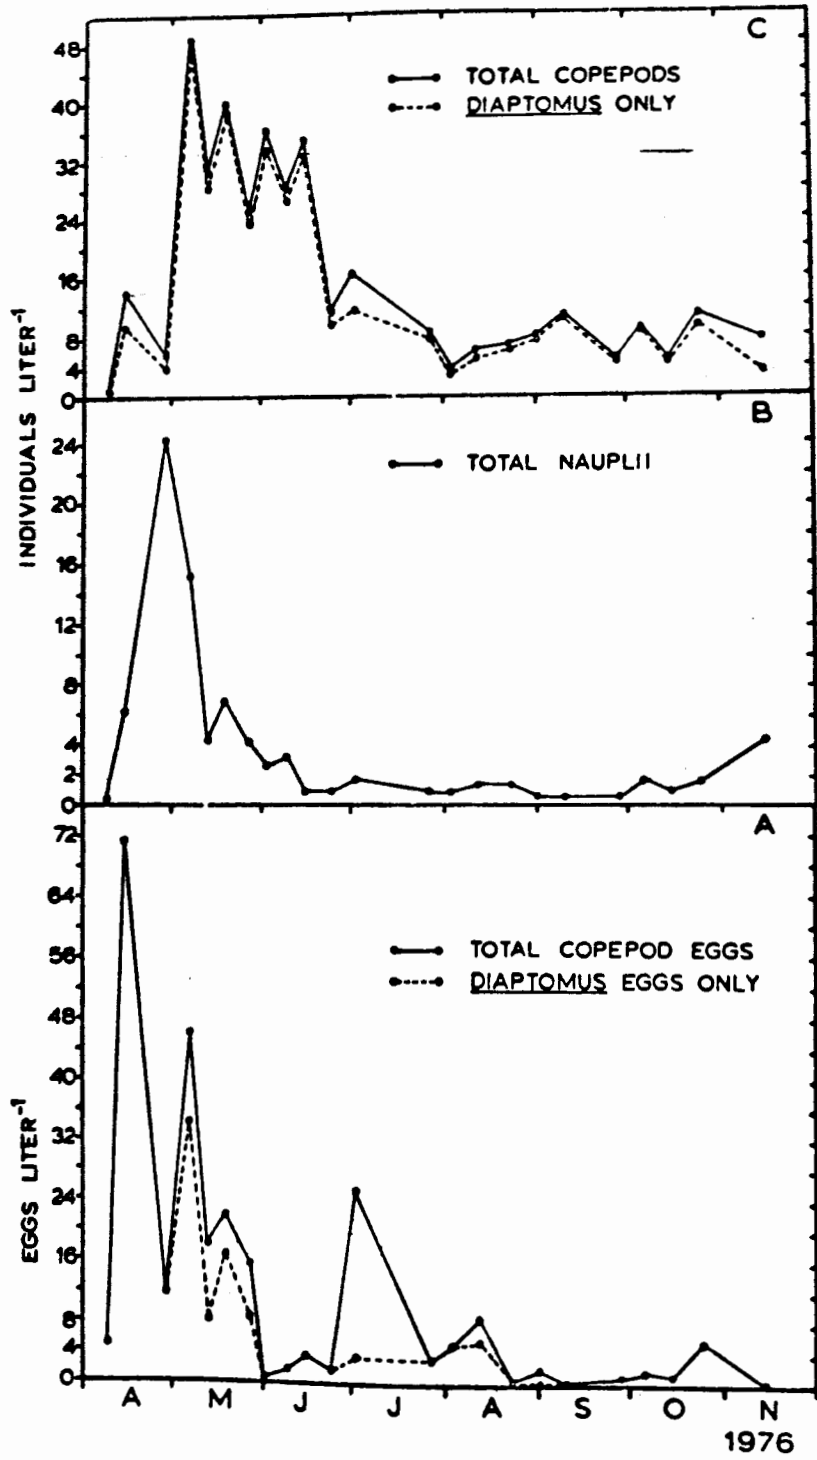 C
TOTAL COPEPODS
DIAPTOMUS ONLY
48
40
32
24
16
8
4
0
INDIVIDUALS LITER⁻¹
B
TOTAL NAUPLII
24
20
16
12
8
4
2
0
A
TOTAL COPEPOD EGGS
DIAPTOMUS EGGS ONLY
72
64
56
48
40
32
24
16
8
4
0
EGGS LITER⁻¹
A M J J A S O N
1976